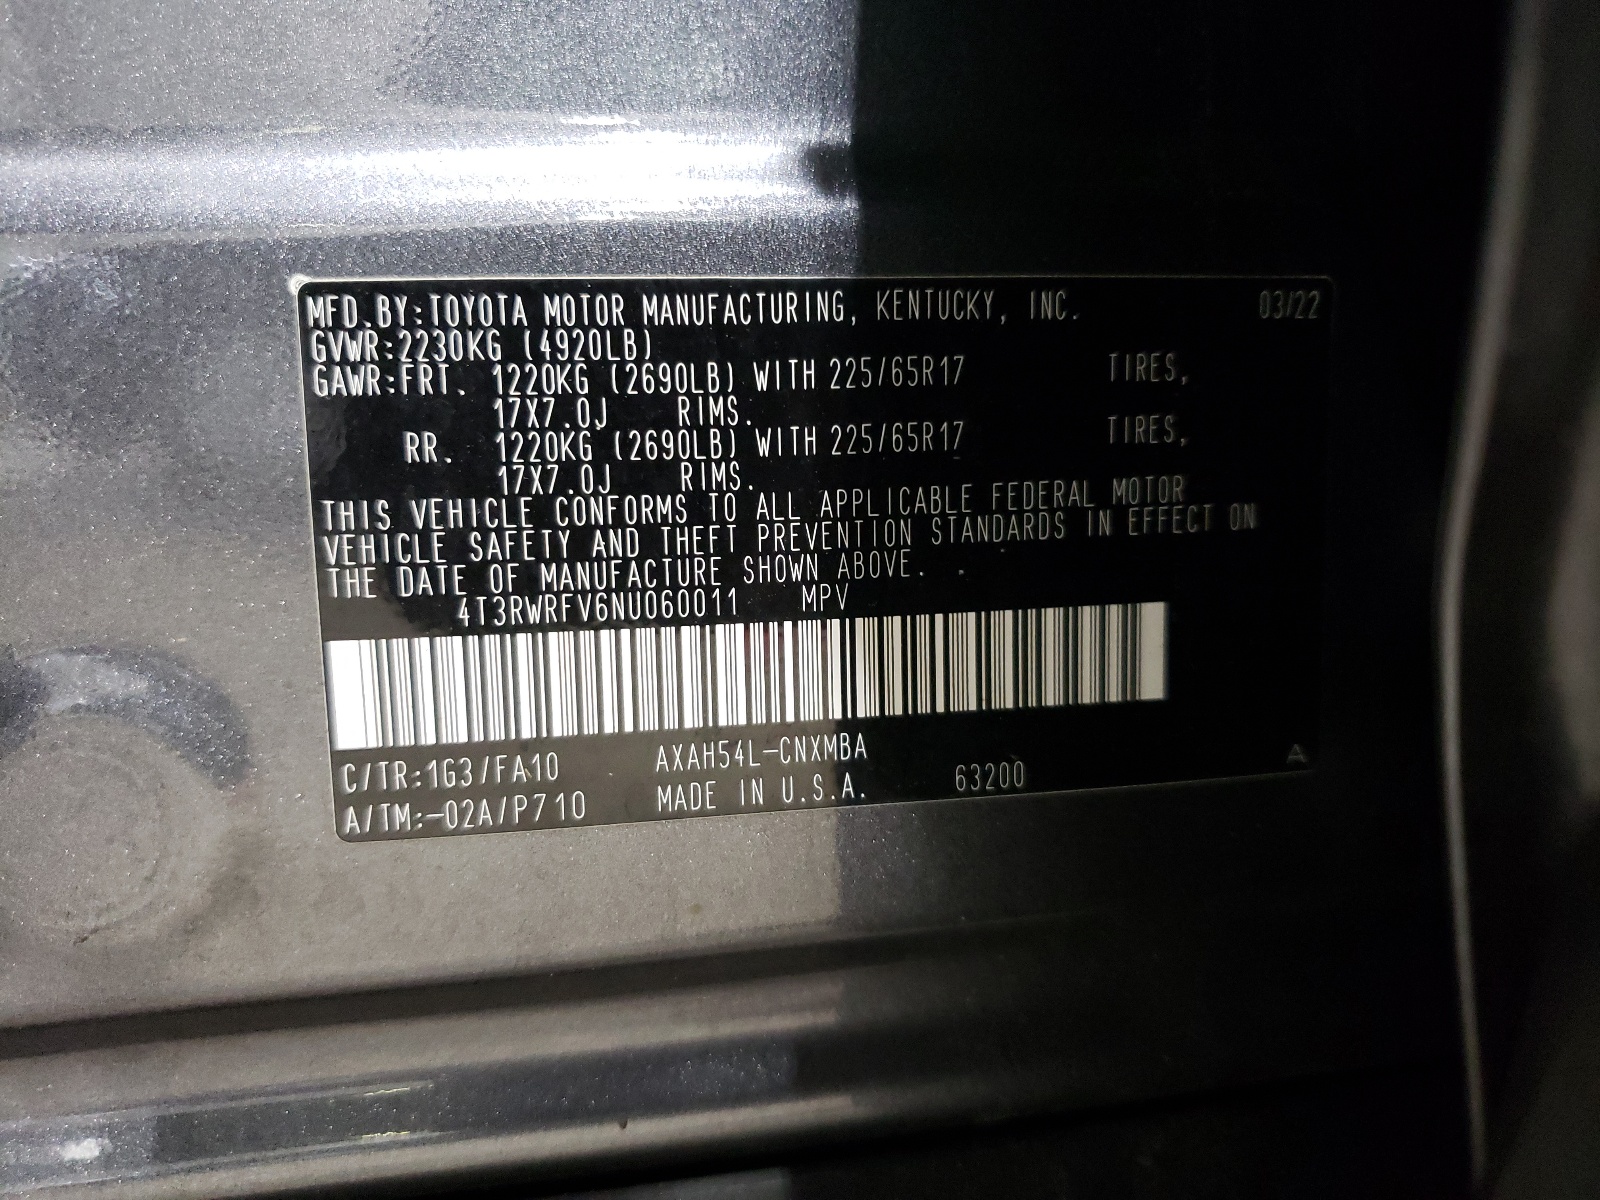 MFD.BY:TOYOTA MOTOR MANUFACTURING, KENTUCKY, INC. 03/22
GVWR:2230KG (4920LB)
GAWR:FRT. 1220KG (2690LB) WITH 225/65R17 TIRES,
17X7.0J RIMS.
RR. 1220KG (2690LB) WITH 225/65R17 TIRES,
17X7.0J RIMS.
THIS VEHICLE CONFORMS TO ALL APPLICABLE FEDERAL MOTOR
VEHICLE SAFETY AND THEFT PREVENTION STANDARDS IN EFFECT ON
THE DATE OF MANUFACTURE SHOWN ABOVE.
4T3RWRFV6NU060011 MPV
C/TR:1G3/FA10 AXAH54L-CNXMBA
A/TM:-02A/P710 MADE IN U.S.A. 63200 A